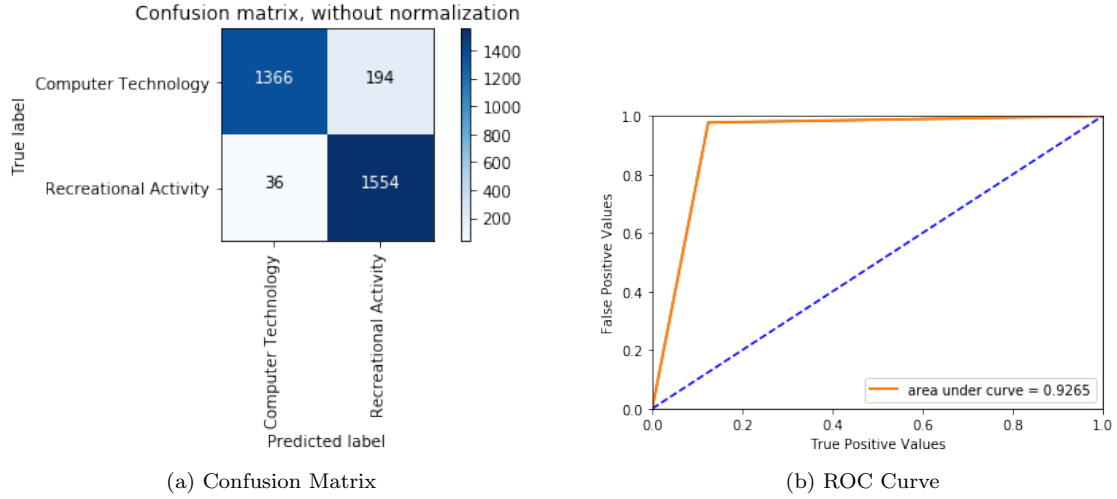 Confusion matrix, without normalization
True label
Computer Technology
Recreational Activity
1366
194
36
1554
1400
1200
1000
800
600
400
200
Computer Technology
Recreational Activity
Predicted label
(a) Confusion Matrix
False Positive Values
1.0
0.8
0.6
0.4
0.2
0.0
area under curve = 0.9265
0.0
0.2
0.4
0.6
0.8
1.0
True Positive Values
(b) ROC Curve